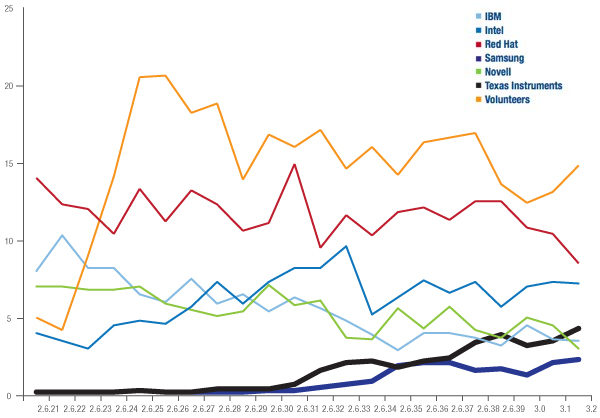 25
20
15
10
5
0
IBM
Intel
Red Hat
Samsung
Novell
Texas Instruments
Volunteers
2.6.21 2.6.22 2.6.23 2.6.24 2.6.25 2.6.26 2.6.27 2.6.28 2.6.29 2.6.30 2.6.31 2.6.32 2.6.33 2.6.34 2.6.35 2.6.36 2.6.37 2.6.38 2.6.39 3.0 3.1 3.2